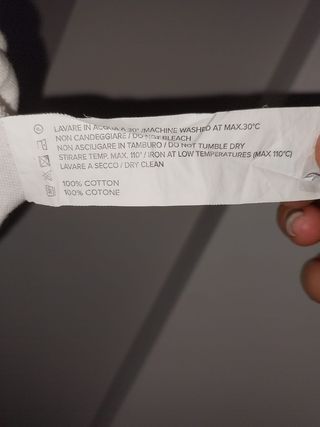 LAVARE IN ACQUA A 30° /MACHINE WASHED AT MAX.30°C
NON CANDEGGIARE / DO NOT BLEACH
NON ASCIUGARE IN TAMBURO / DO NOT TUMBLE DRY
STIRARE TEMP. MAX. 110° / IRON AT LOW TEMPERATURES (MAX 110°C)
LAVARE A SECCO / DRY CLEAN
100% COTTON
100% COTONE